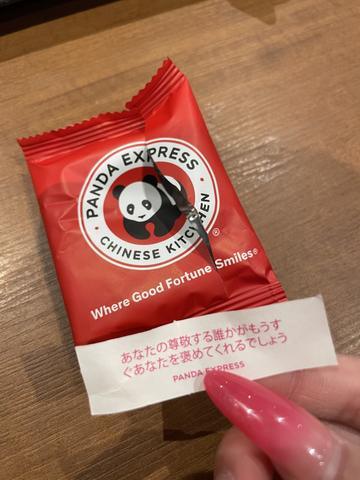 PANDA EXPRESS
CHINESE KITCHEN
®
Where Good Fortune Smiles®
あなたの尊敬する誰かがもうす
ぐあなたを褒めてくれるでしょう
PANDA EXPRESS